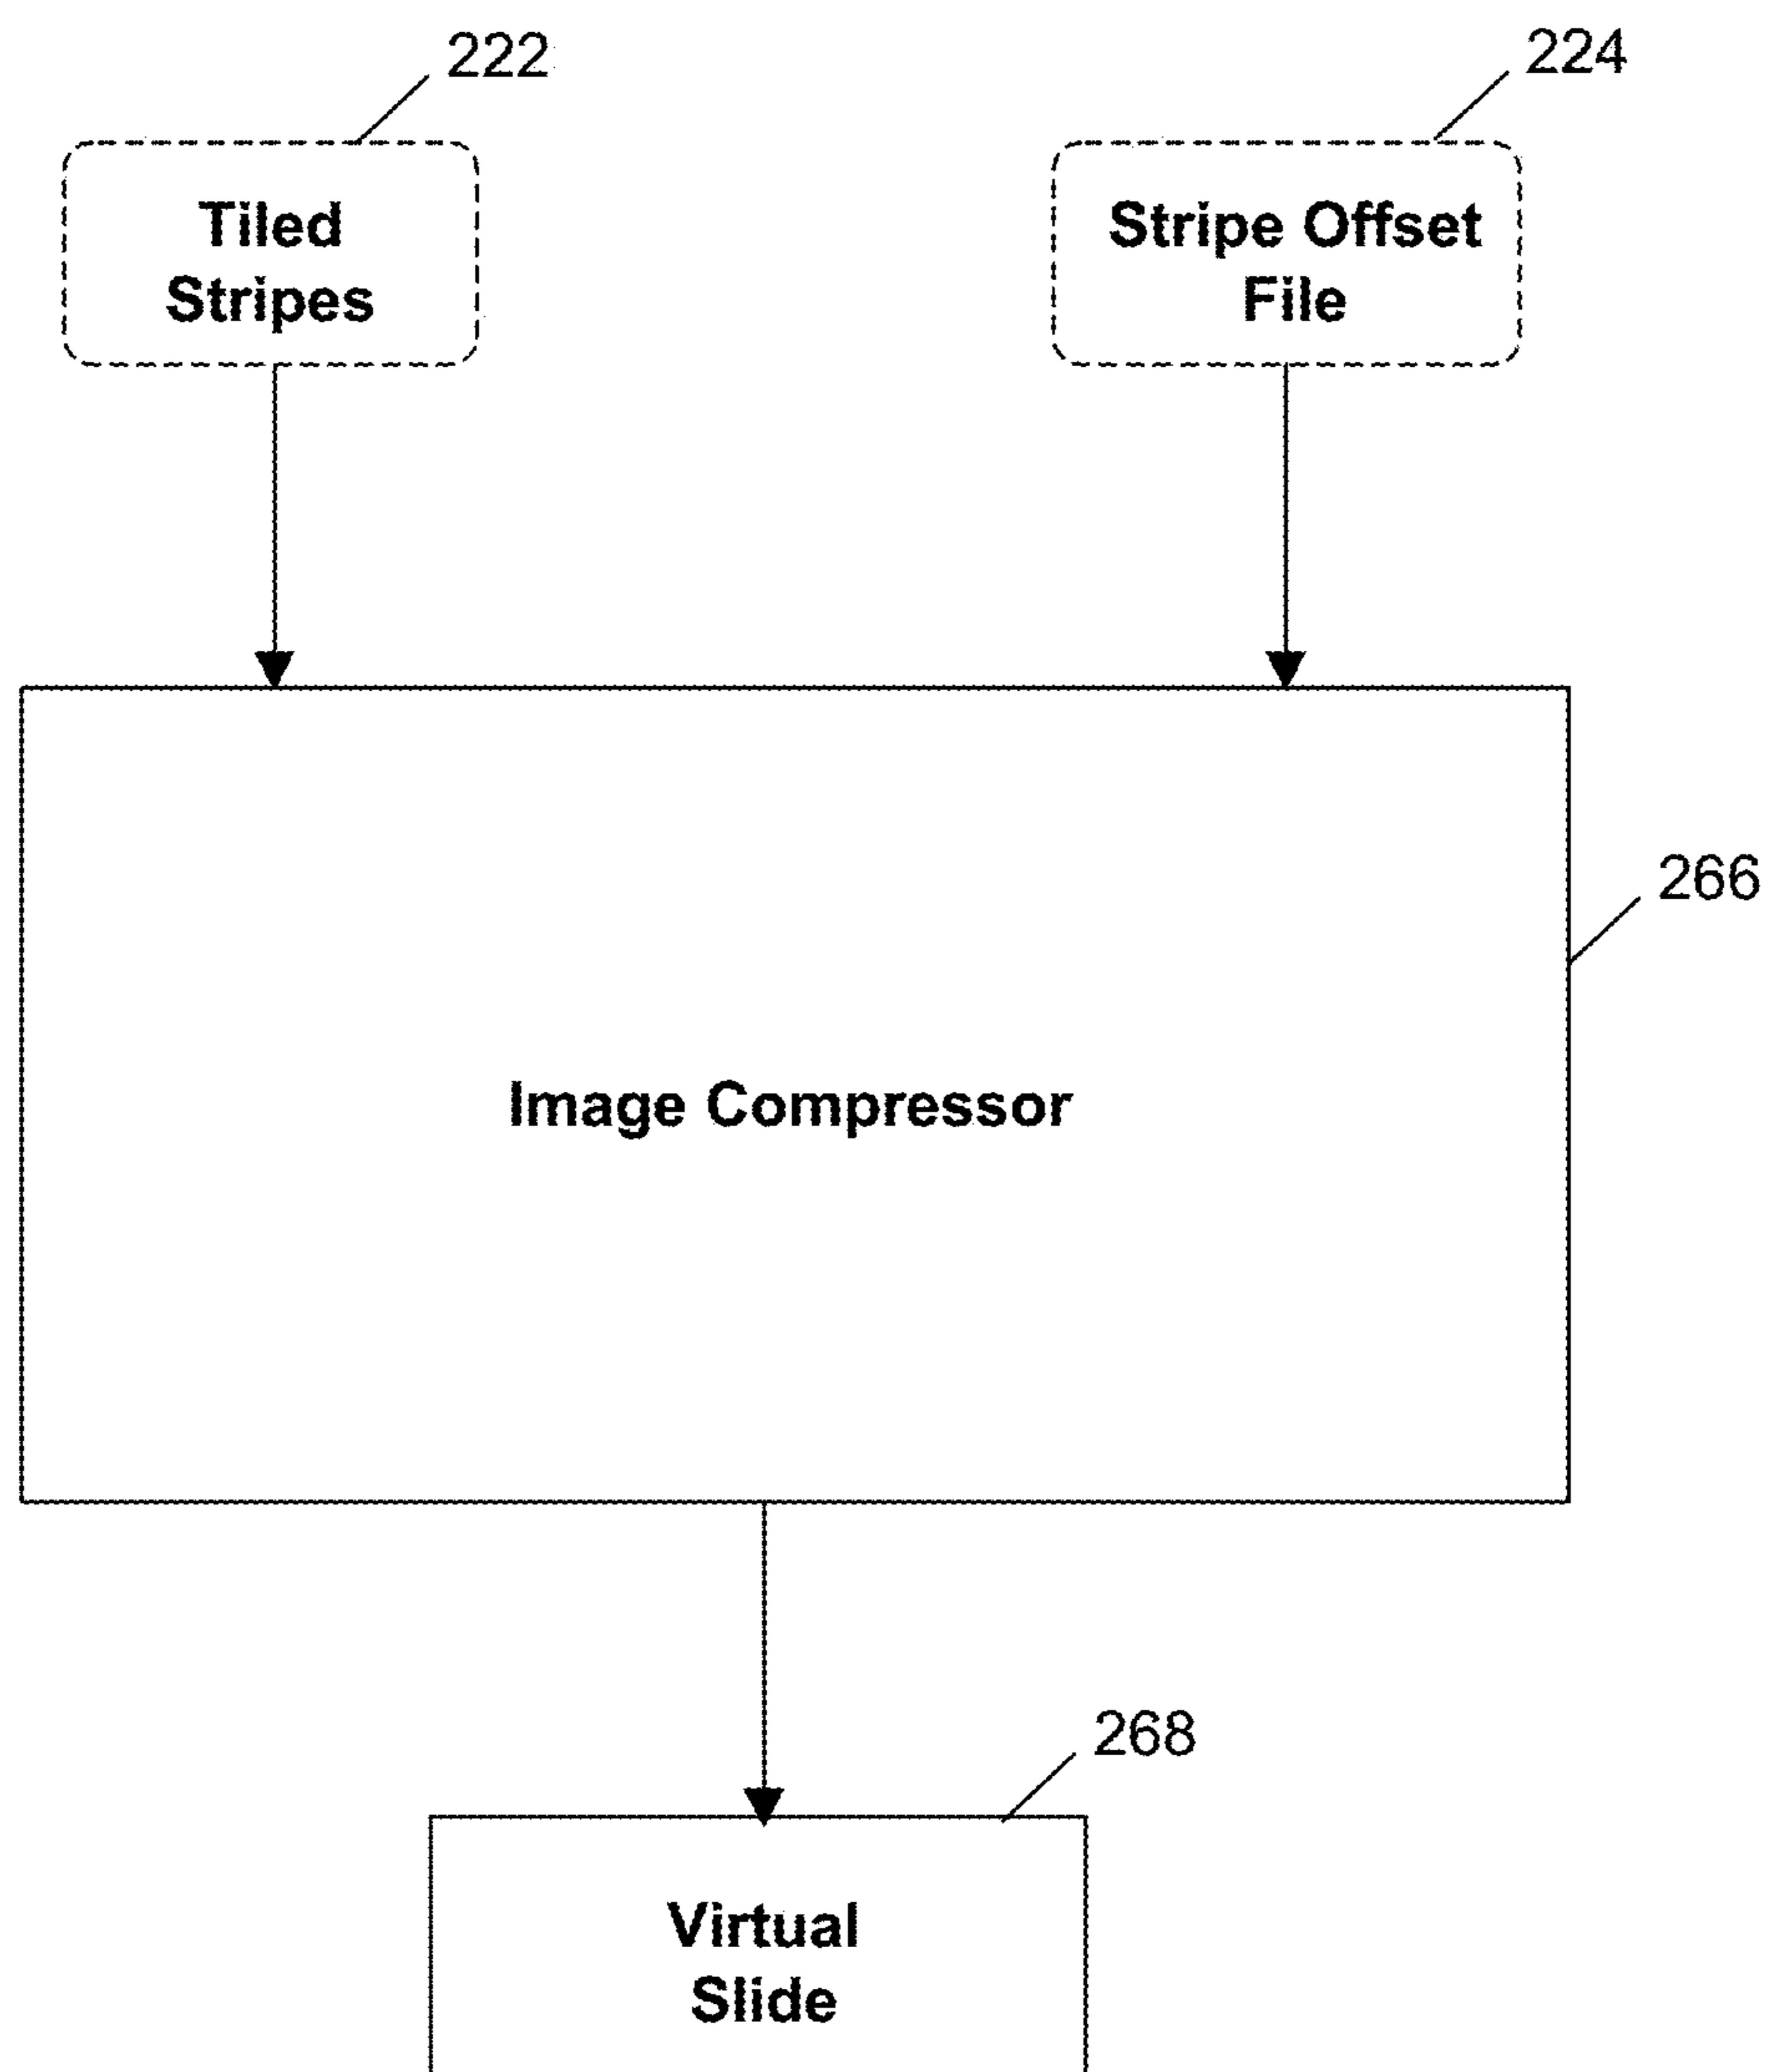 222
224
Tiled
Stripes
Stripe Offset
File
266
Image Compressor
268
Virtual
Slide